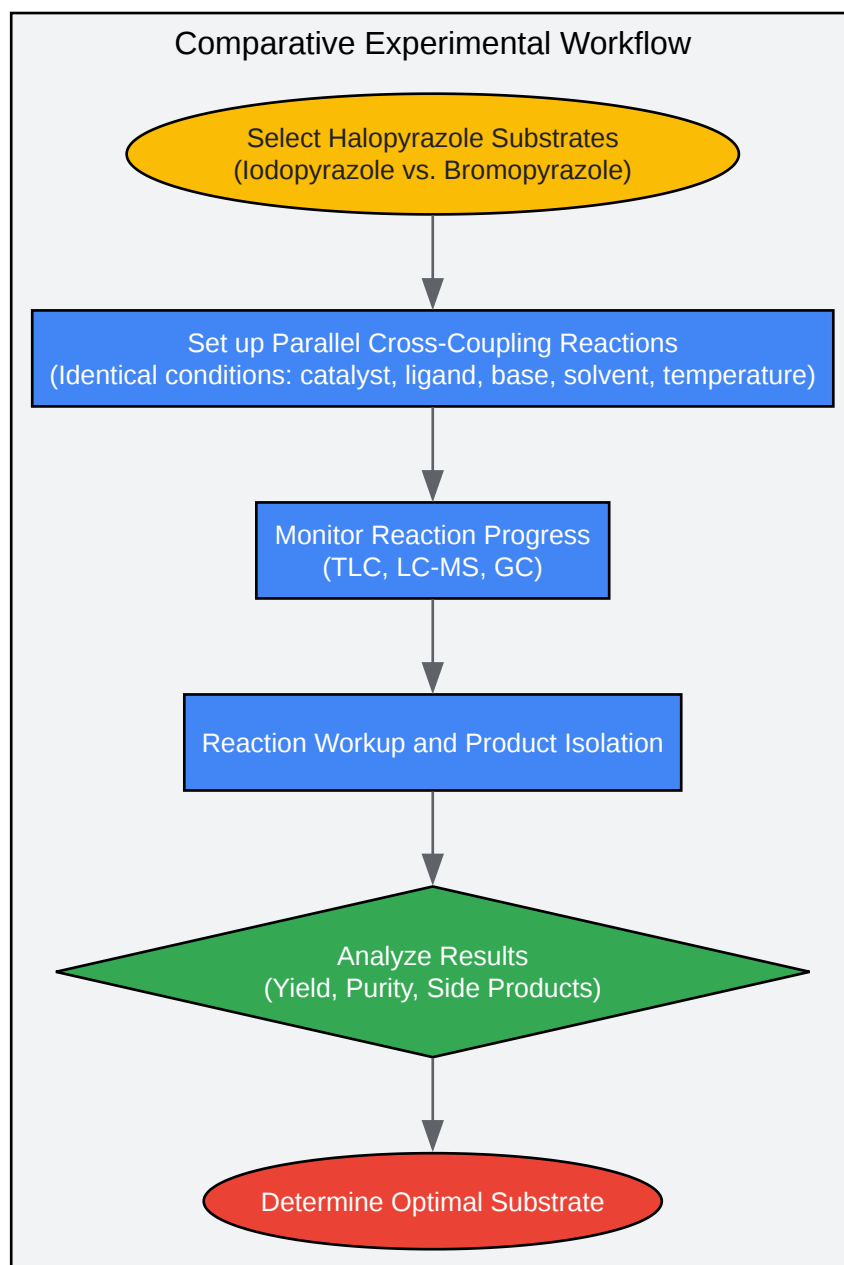 Comparative Experimental Workflow
Select Halopyrazole Substrates
(Iodopyrazole vs. Bromopyrazole)
Set up Parallel Cross-Coupling Reactions
(Identical conditions: catalyst, ligand, base, solvent, temperature)
Monitor Reaction Progress
(TLC, LC-MS, GC)
Reaction Workup and Product Isolation
Analyze Results
(Yield, Purity, Side Products)
Determine Optimal Substrate